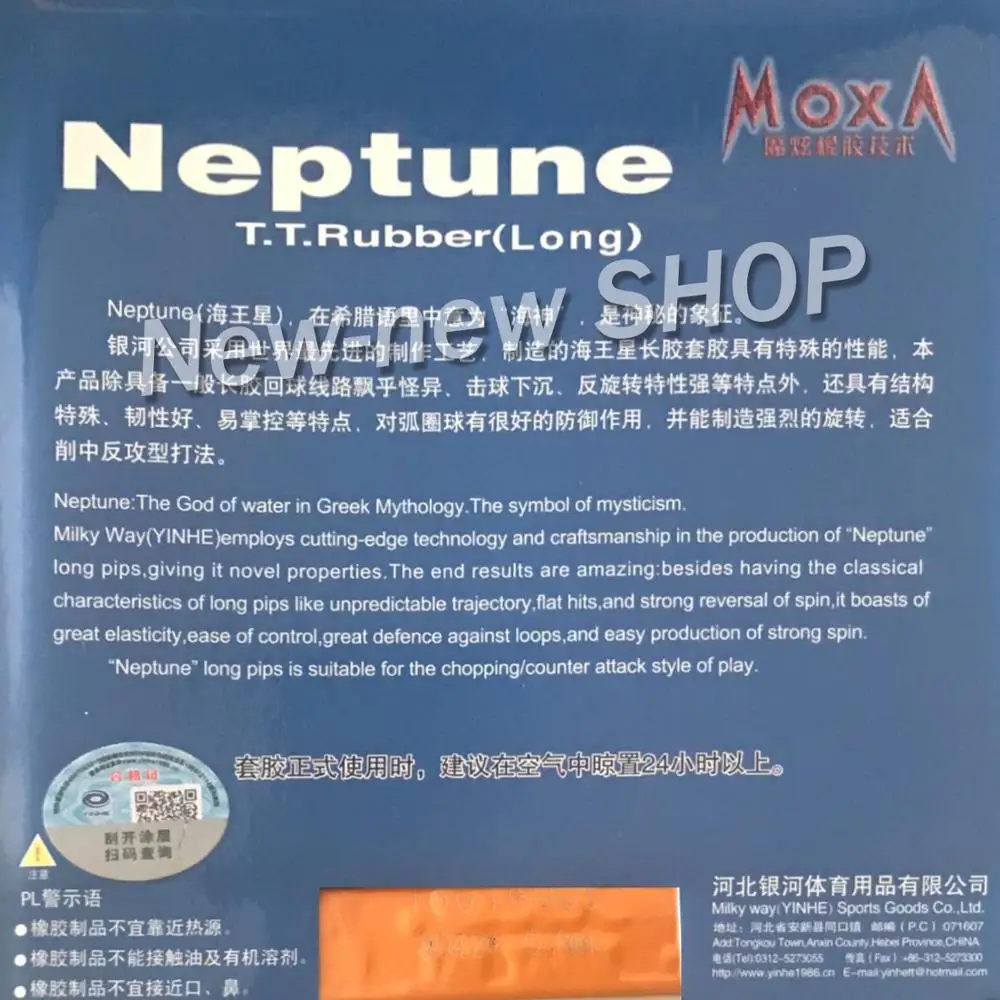 MOXA
魔炫橡胶技术
Neptune
T.T.Rubber(Long)
New-new SHOP
Neptune(海王星), 在希腊语里中意为“海神”, 是神秘的象征。
银河公司采用世界最先进的制作工艺, 制造的海王星长胶套胶具有特殊的性能, 本
产品除具备一般长胶回球线路飘乎怪异、击球下沉、反旋转特性强等特点外, 还具有结构
特殊、韧性好、易掌控等特点, 对弧圈球有很好的防御作用, 并能制造强烈的旋转, 适合
削中反攻型打法。
Neptune:The God of water in Greek Mythology.The symbol of mysticism.
Milky Way(YINHE)employs cutting-edge technology and craftsmanship in the production of “Neptune”
long pips,giving it novel properties.The end results are amazing:besides having the classical
characteristics of long pips like unpredictable trajectory,flat hits,and strong reversal of spin,it boasts of
great elasticity,ease of control,great defence against loops,and easy production of strong spin.
“Neptune” long pips is suitable for the chopping/counter attack style of play.
套胶正式使用时, 建议在空气中晾置24小时以上。
合格证
YINHE
刮开涂层
扫码查询
注意
PL警示语
●橡胶制品不宜靠近热源。
●橡胶制品不能接触油及有机溶剂。
●橡胶制品不宜接近口、鼻。
河北银河体育用品有限公司
Milky way(YINHE) Sports Goods Co.,Ltd.
地址: 河北省安新县同口镇 邮编 (P.C) 071607
Add:Tongkou Town,Anxin County,Hebei Province,CHINA
电话(Tel):0312-5273055 传真(Fax) +86-312-5273300
http://www.yinhe1986.cn E-mail:yinhett@hotmail.com